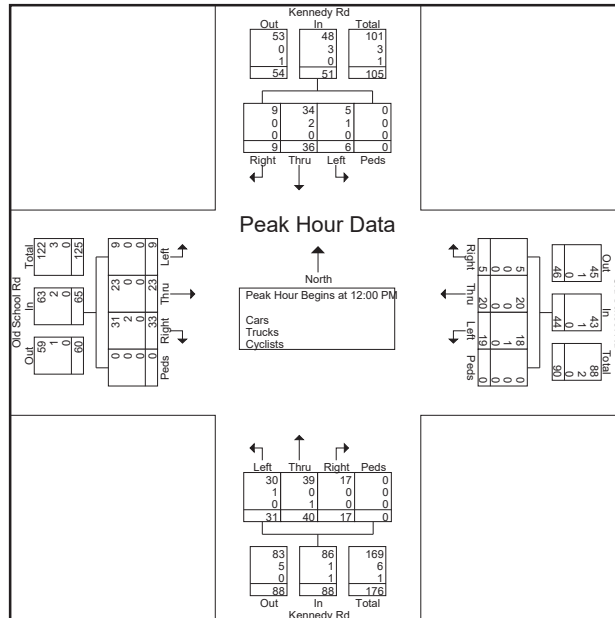 Kennedy Rd
Out In Total
53 48 101
0 3 3
1 0 1
54 51 105
9 34 5 0
0 2 1 0
0 0 0 0
9 36 6 0
Right Thru Left Peds
Peak Hour Data
North
Peak Hour Begins at 12:00 PM
Cars
Trucks
Cyclists
Old School Rd
Out In Total
59 63 122
1 2 3
0 0 0
60 65 125
0 31 23 9
0 2 0 0
0 0 0 0
0 33 23 9
Peds Right Thru Left
Out In Total
45 43 88
1 1 2
0 0 0
46 44 90
5 20 18 0
0 0 1 0
0 0 0 0
5 20 19 0
Right Thru Left Peds
Left Thru Right Peds
30 39 17 0
1 0 0 0
0 1 0 0
31 40 17 0
83 86 169
5 1 6
0 1 1
88 88 176
Out In Total
Kennedy Rd